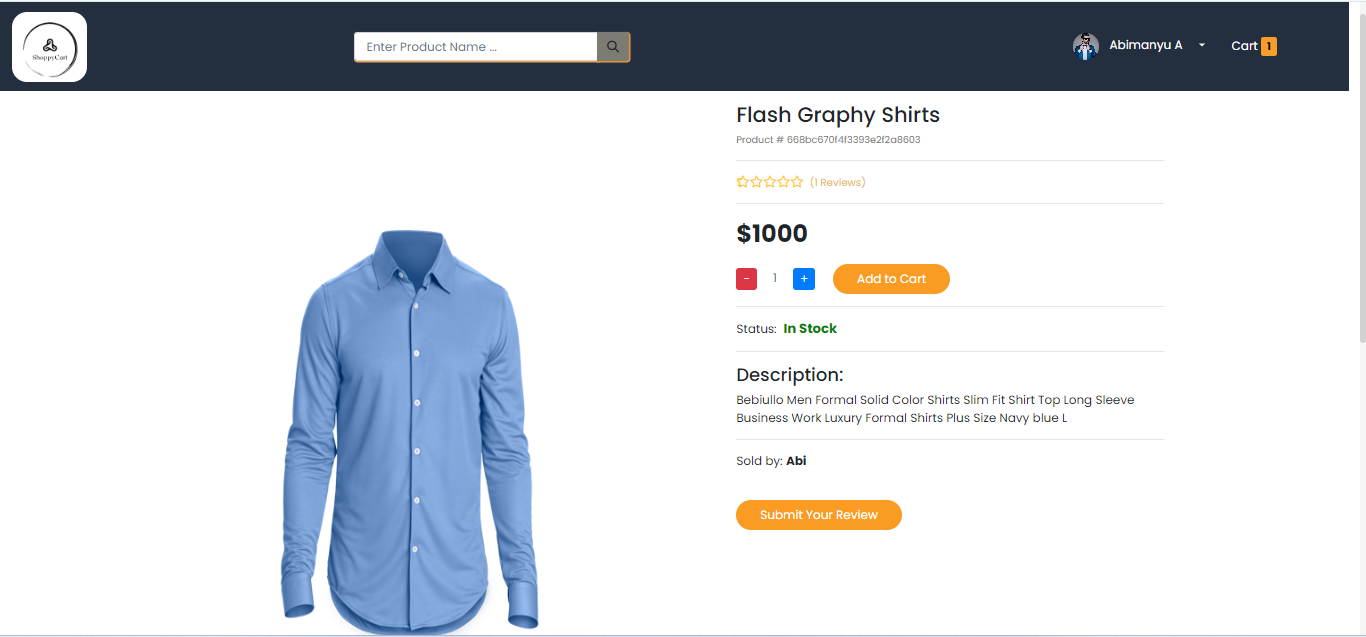 ShoppyCart
Enter Product Name ...
Abimanyu A
Cart 1
Flash Graphy Shirts
Product # 668bc670f4f3393e2f2a8603
(1 Reviews)
$1000
- 1 + Add to Cart
Status: In Stock
Description:
Bebiullo Men Formal Solid Color Shirts Slim Fit Shirt Top Long Sleeve
Business Work Luxury Formal Shirts Plus Size Navy blue L
Sold by: Abi
Submit Your Review